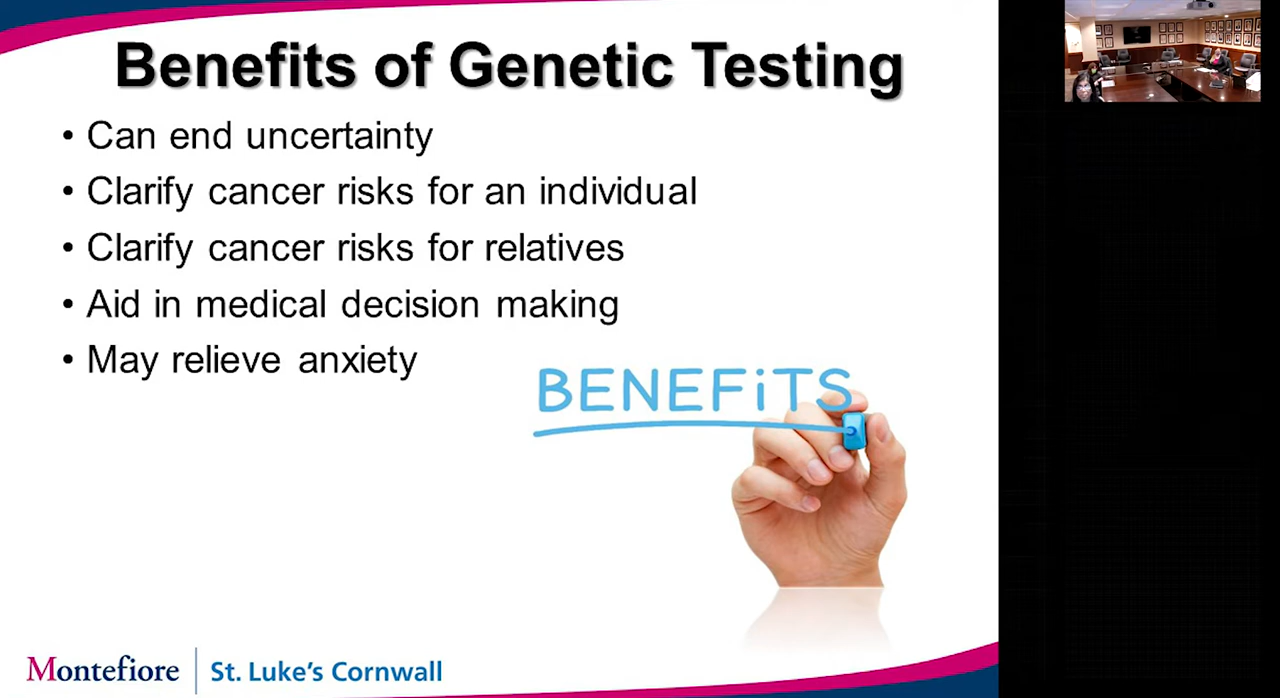 Benefits of Genetic Testing
• Can end uncertainty
• Clarify cancer risks for an individual
• Clarify cancer risks for relatives
• Aid in medical decision making
• May relieve anxiety
BENEFiTS
Montefiore | St. Luke's Cornwall